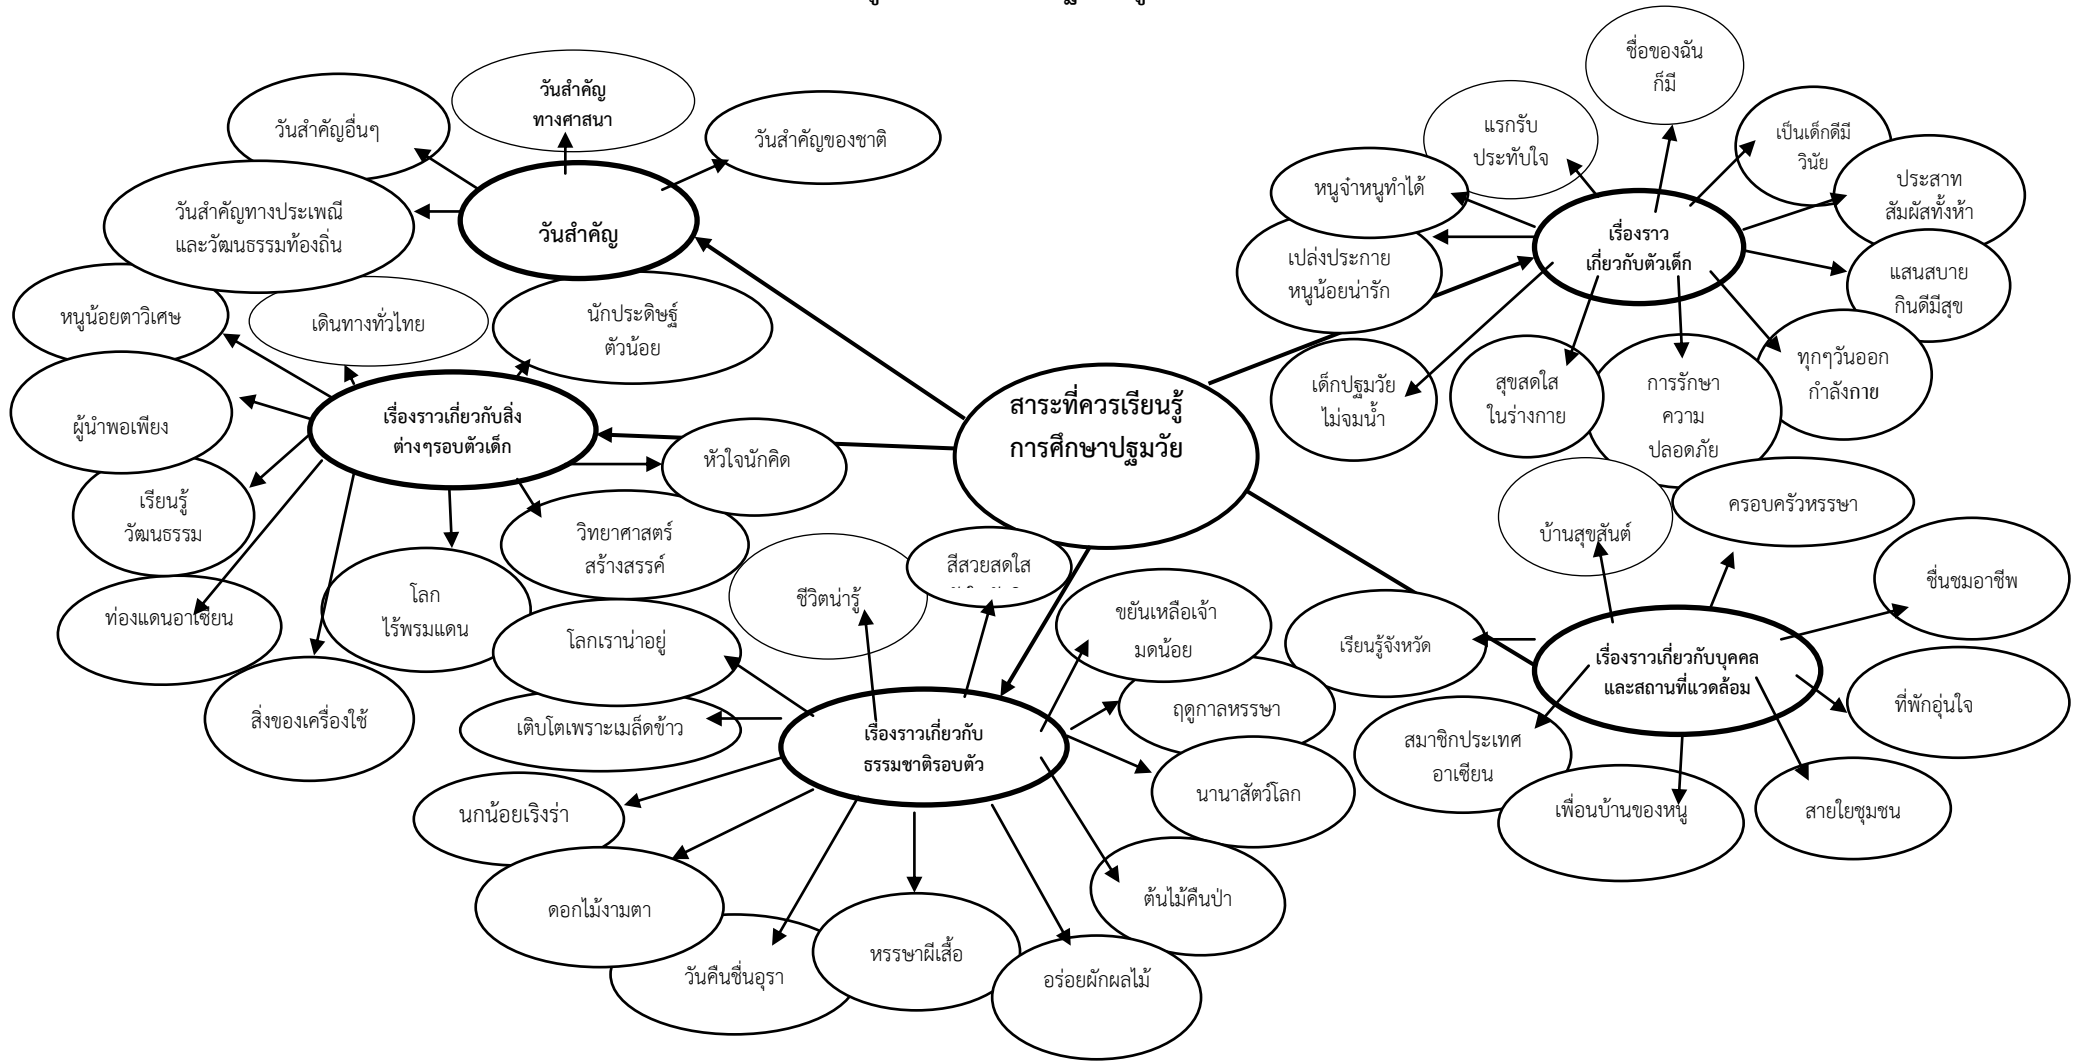 วันสำคัญ
ทางศาสนา
วันสำคัญอื่นๆ
วันสำคัญของชาติ
วันสำคัญทางประเพณี
และวัฒนธรรมท้องถิ่น
วันสำคัญ
ชื่อของฉัน
ก็มี
แรกรับ
ประทับใจ
เป็นเด็กดีมี
วินัย
หนูจ๋าหนูทำได้
ประสาท
สัมผัสทั้งห้า
เรื่องราว
เกี่ยวกับตัวเด็ก
เปล่งประกาย
หนูน้อยน่ารัก
แสนสบาย
กินดีมีสุข
เด็กปฐมวัย
ไม่จมน้ำ
สุขสดใส
ในร่างกาย
การรักษา
ความ
ปลอดภัย
ทุกๆวันออก
กำลังกาย
หนูน้อยตาวิเศษ
เดินทางทั่วไทย
นักประดิษฐ์
ตัวน้อย
ผู้นำพอเพียง
เรื่องราวเกี่ยวกับสิ่ง
ต่างๆรอบตัวเด็ก
หัวใจนักคิด
สาระที่ควรเรียนรู้
การศึกษาปฐมวัย
เรียนรู้
วัฒนธรรม
วิทยาศาสตร์
สร้างสรรค์
ท่องแดนอาเซียน
โลก
ไร้พรมแดน
สิ่งของเครื่องใช้
ชีวิตน่ารู้
สีสวยสดใส
โลกเราน่าอยู่
ขยันเหลือเจ้า
มดน้อย
เติบโตเพราะเมล็ดข้าว
ฤดูกาลหรรษา
เรื่องราวเกี่ยวกับ
ธรรมชาติรอบตัว
นกน้อยเริงร่า
นานาสัตว์โลก
ดอกไม้งามตา
ต้นไม้คืนป่า
วันคืนชื่นอุรา
หรรษาผีเสื้อ
อร่อยผักผลไม้
บ้านสุขสันต์
ครอบครัวหรรษา
ชื่นชมอาชีพ
เรียนรู้จังหวัด
เรื่องราวเกี่ยวกับบุคคล
และสถานที่แวดล้อม
ที่พักอุ่นใจ
สมาชิกประเทศ
อาเซียน
เพื่อนบ้านของหนู
สายใยชุมชน